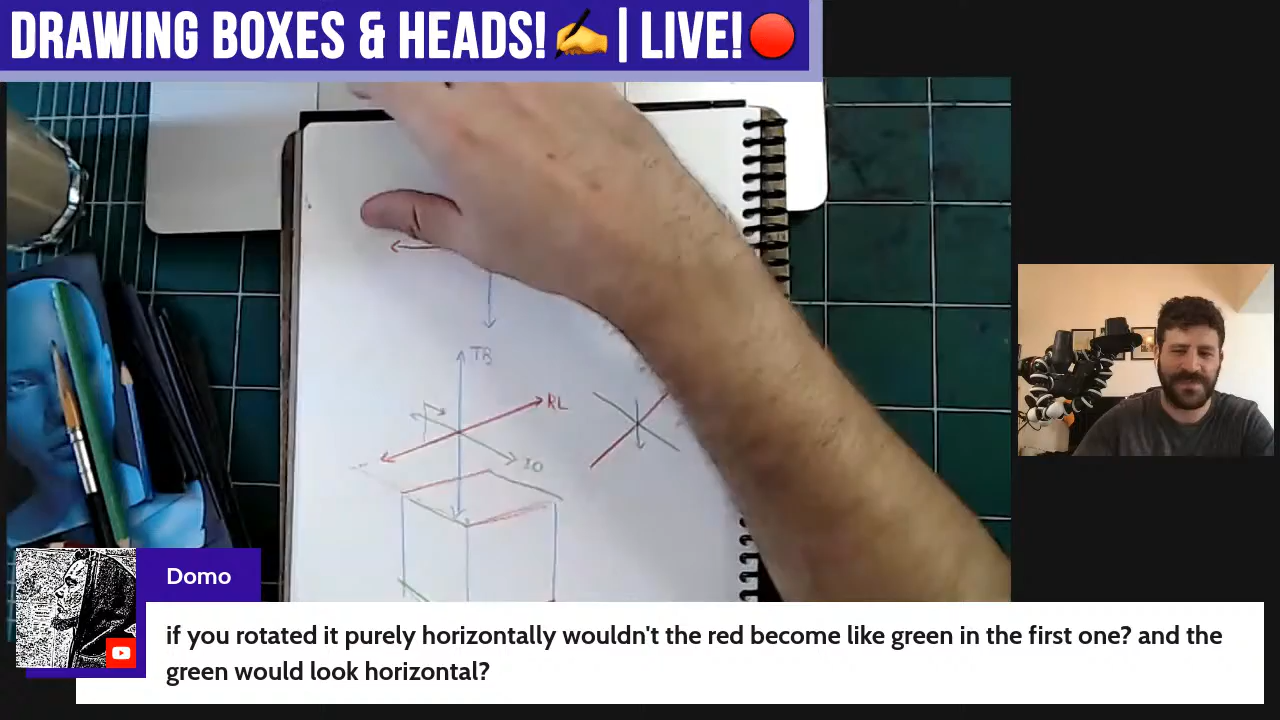 DRAWING BOXES & HEADS!✍️| LIVE!🔴
TB
RL
IO
Domo
if you rotated it purely horizontally wouldn't the red become like green in the first one? and the
green would look horizontal?